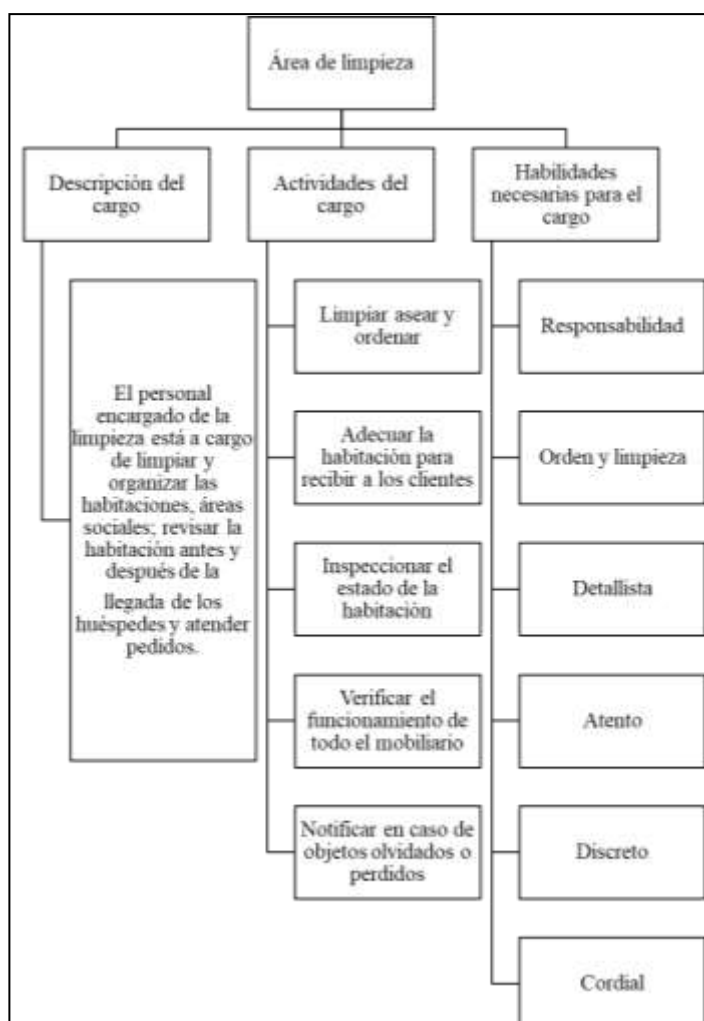 Área de limpieza
Descripción del
cargo
Actividades del
cargo
Habilidades
necesarias para el
cargo
El personal
encargado de la
limpieza está a cargo
de limpiar y
organizar las
habitaciones, áreas
sociales; revisar la
habitación antes y
después de la
llegada de los
huéspedes y atender
pedidos.
Limpiar asear y
ordenar
Adecuar la
habitación para
recibir a los clientes
Inspeccionar el
estado de la
habitación
Verificar el
funcionamiento de
todo el mobiliario
Notificar en caso de
objetos olvidados o
perdidos
Responsabilidad
Orden y limpieza
Detallista
Atento
Discreto
Cordial